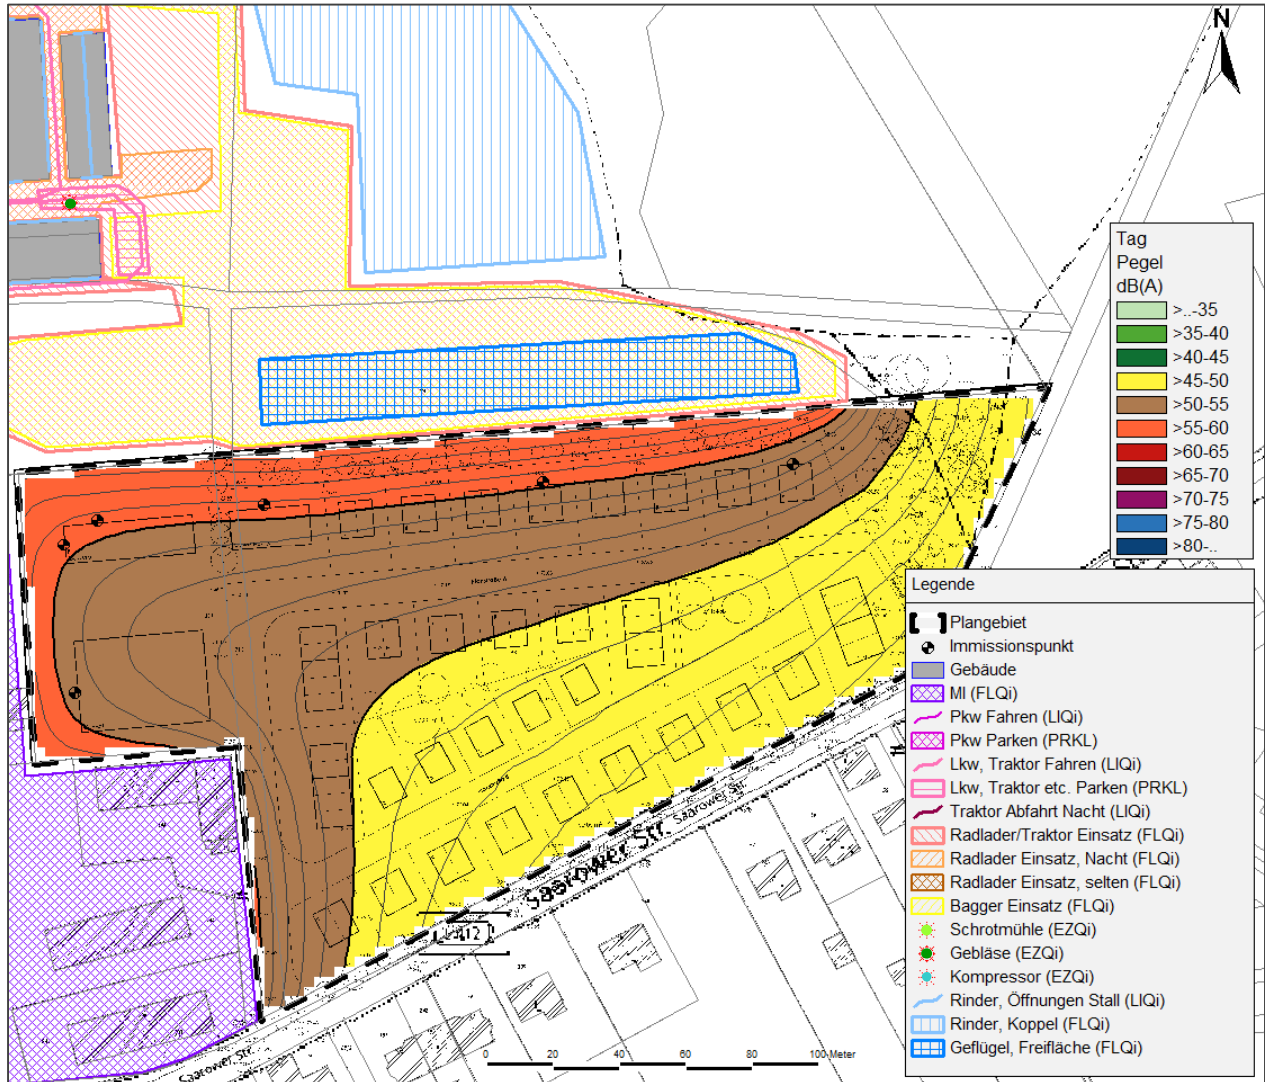 N
Tag
Pegel
dB(A)
>..-35
>35-40
>40-45
>45-50
>50-55
>55-60
>60-65
>65-70
>70-75
>75-80
>80-..
Legende
Plangebiet
Immissionspunkt
Gebäude
MI (FLQi)
Pkw Fahren (LIQi)
Pkw Parken (PRKL)
Lkw, Traktor Fahren (LIQi)
Lkw, Traktor etc. Parken (PRKL)
Traktor Abfahrt Nacht (LIQi)
Radlader/Traktor Einsatz (FLQi)
Radlader Einsatz, Nacht (FLQi)
Radlader Einsatz, selten (FLQi)
Bagger Einsatz (FLQi)
Schrotmühle (EZQi)
Gebläse (EZQi)
Kompressor (EZQi)
Rinder, Öffnungen Stall (LIQi)
Rinder, Koppel (FLQi)
Geflügel, Freifläche (FLQi)
Saarower Str.
Saarower Str
Saarower Str.
0 20 40 60 80 100 Meter